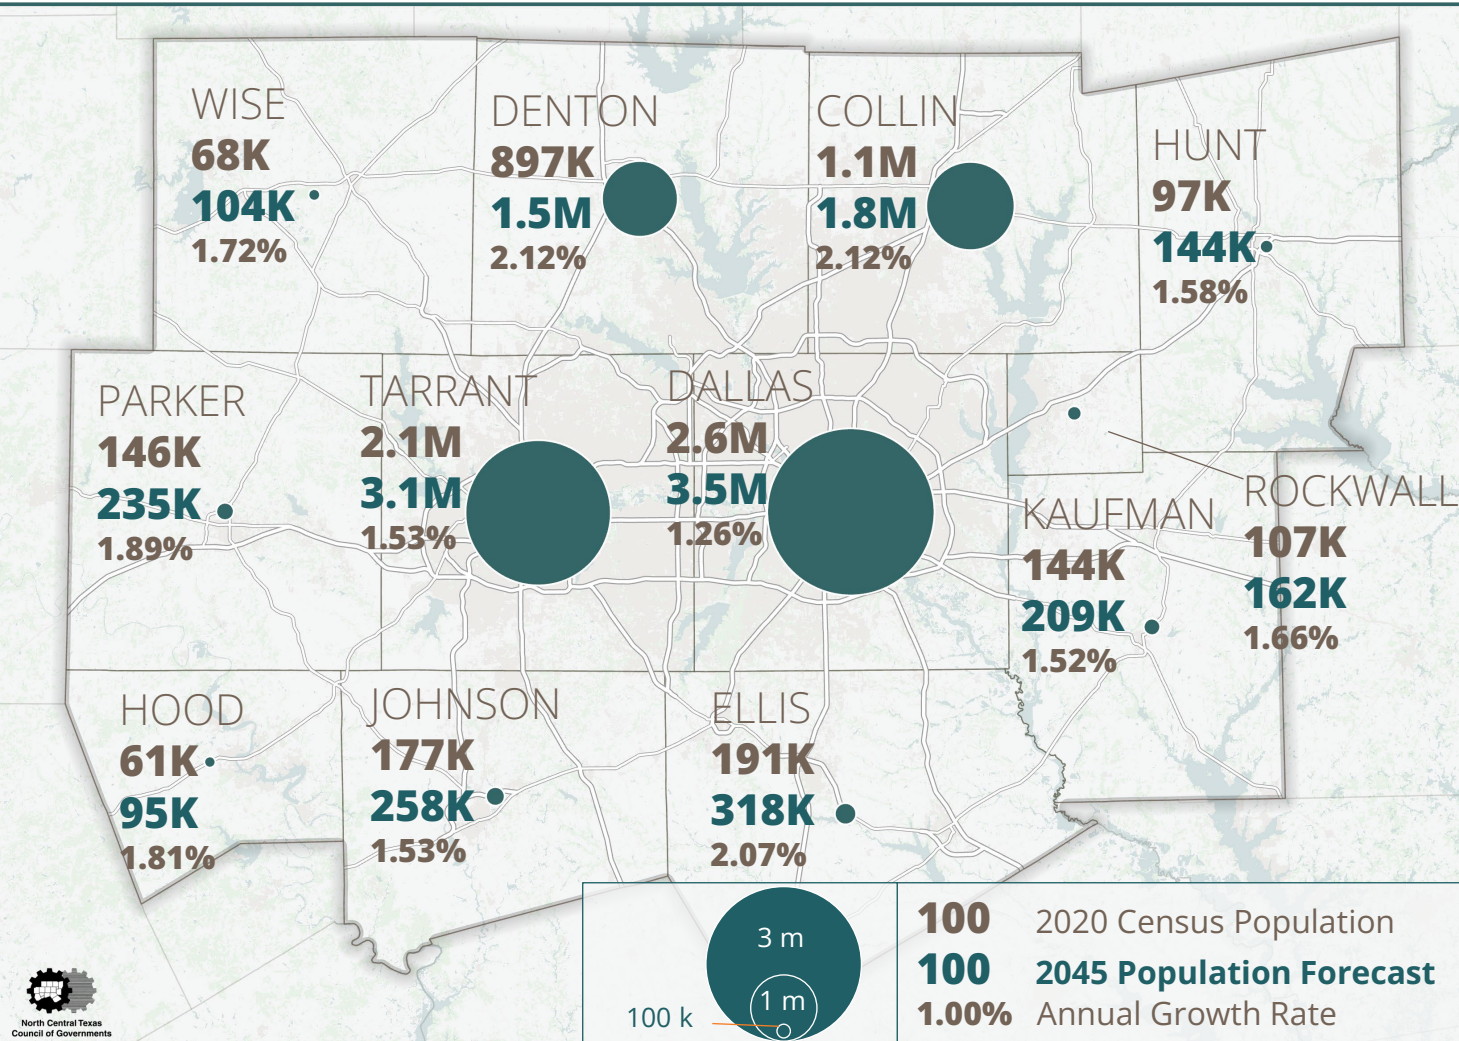 WISE
68K
104K
1.72%
DENTON
897K
1.5M
2.12%
COLLIN
1.1M
1.8M
2.12%
HUNT
97K
144K
1.58%
PARKER
146K
235K
1.89%
TARRANT
2.1M
3.1M
1.53%
DALLAS
2.6M
3.5M
1.26%
KAUFMAN
144K
209K
1.52%
ROCKWALL
107K
162K
1.66%
HOOD
61K
95K
1.81%
JOHNSON
177K
258K
1.53%
ELLIS
191K
318K
2.07%
3 m
1 m
100 k
100 2020 Census Population
100 2045 Population Forecast
1.00% Annual Growth Rate
North Central Texas
Council of Governments